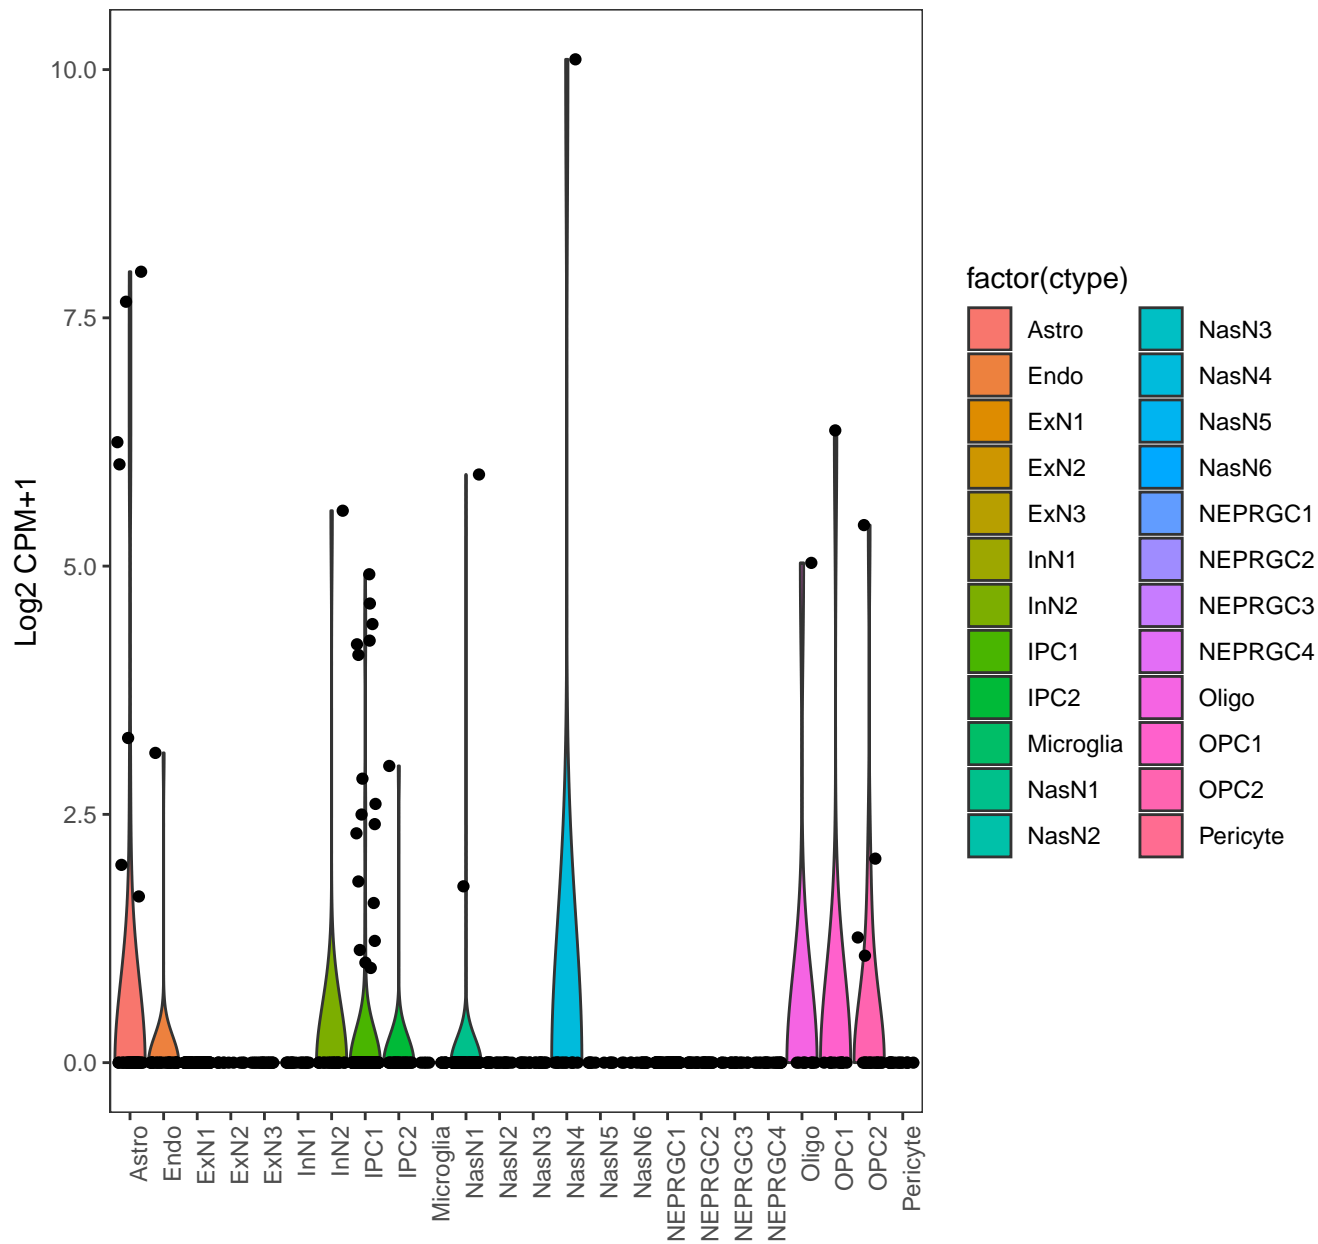 10.0
7.5
5.0
2.5
0.0
Log2 CPM+1
Astro
Endo
ExN1
ExN2
ExN3
InN1
InN2
IPC1
IPC2
Microglia
NasN1
NasN2
NasN3
NasN4
NasN5
NasN6
NEPRGC1
NEPRGC2
NEPRGC3
NEPRGC4
Oligo
OPC1
OPC2
Pericyte
factor(ctype)
Astro
Endo
ExN1
ExN2
ExN3
InN1
InN2
IPC1
IPC2
Microglia
NasN1
NasN2
NasN3
NasN4
NasN5
NasN6
NEPRGC1
NEPRGC2
NEPRGC3
NEPRGC4
Oligo
OPC1
OPC2
Pericyte